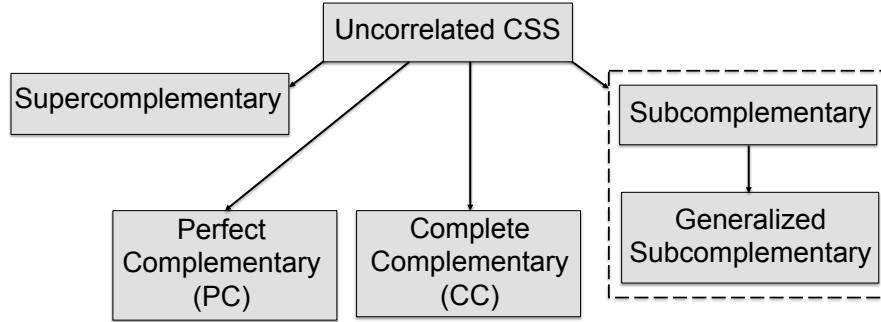 Uncorrelated CSS
Supercomplementary
Subcomplementary
Perfect
Complementary
(PC)
Complete
Complementary
(CC)
Generalized
Subcomplementary